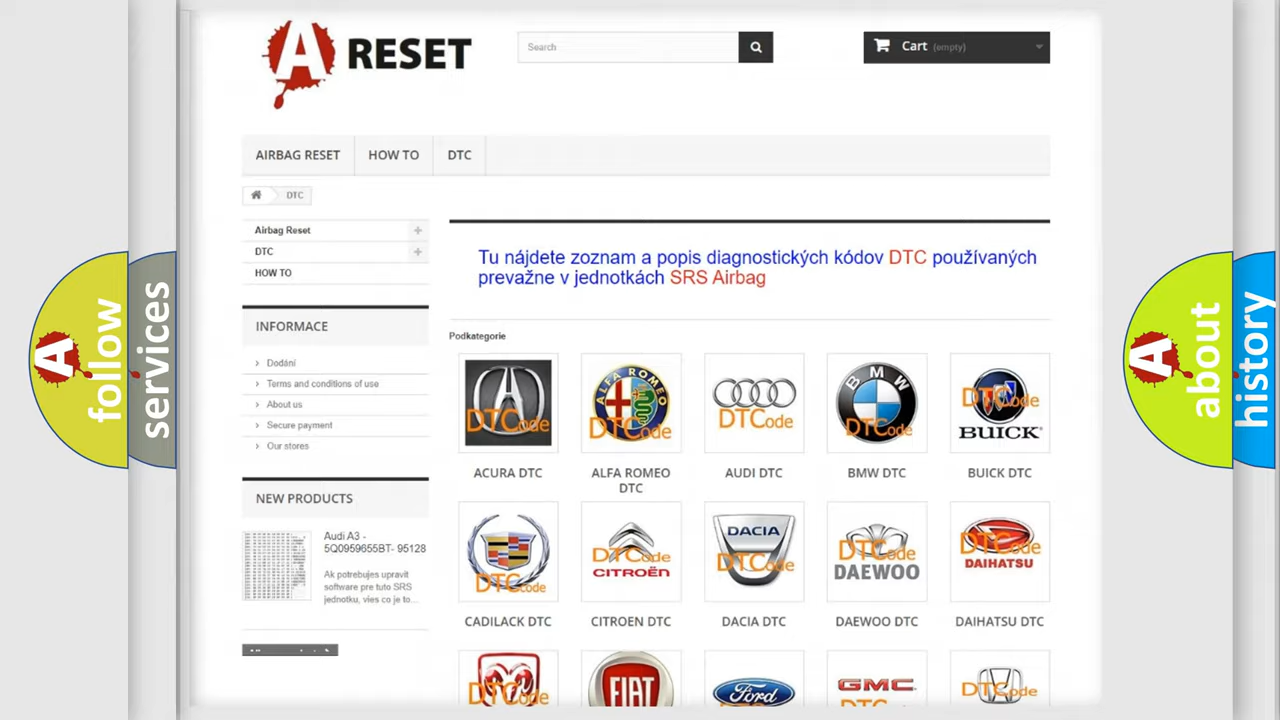 A RESET
Search
Cart (empty)
AIRBAG RESET
HOW TO
DTC
DTC
Airbag Reset
DTC
HOW TO
INFORMACE
Dodání
Terms and conditions of use
About us
Secure payment
Our stores
NEW PRODUCTS
Audi A3 -
5Q0959655BT- 95128
Ak potrebujes upravit
software pre tuto SRS
jednotku, vies co je to...
Tu nájdete zoznam a popis diagnostických kódov DTC používaných
prevažne v jednotkách SRS Airbag
Podkategorie
DTCode
ALFA ROMEO
DTCode
DTCode
BMW
DTCode
DTCode
BUICK
ACURA DTC
ALFA ROMEO
DTC
AUDI DTC
BMW DTC
BUICK DTC
DTCode
DTCode
CITROËN
DACIA
DTCode
DTCode
DAEWOO
DTCode
DAIHATSU
CADILACK DTC
CITROEN DTC
DACIA DTC
DAEWOO DTC
DAIHATSU DTC
DTCode
FIAT
Ford
GMC
DTCode
A follow
services
A about
history